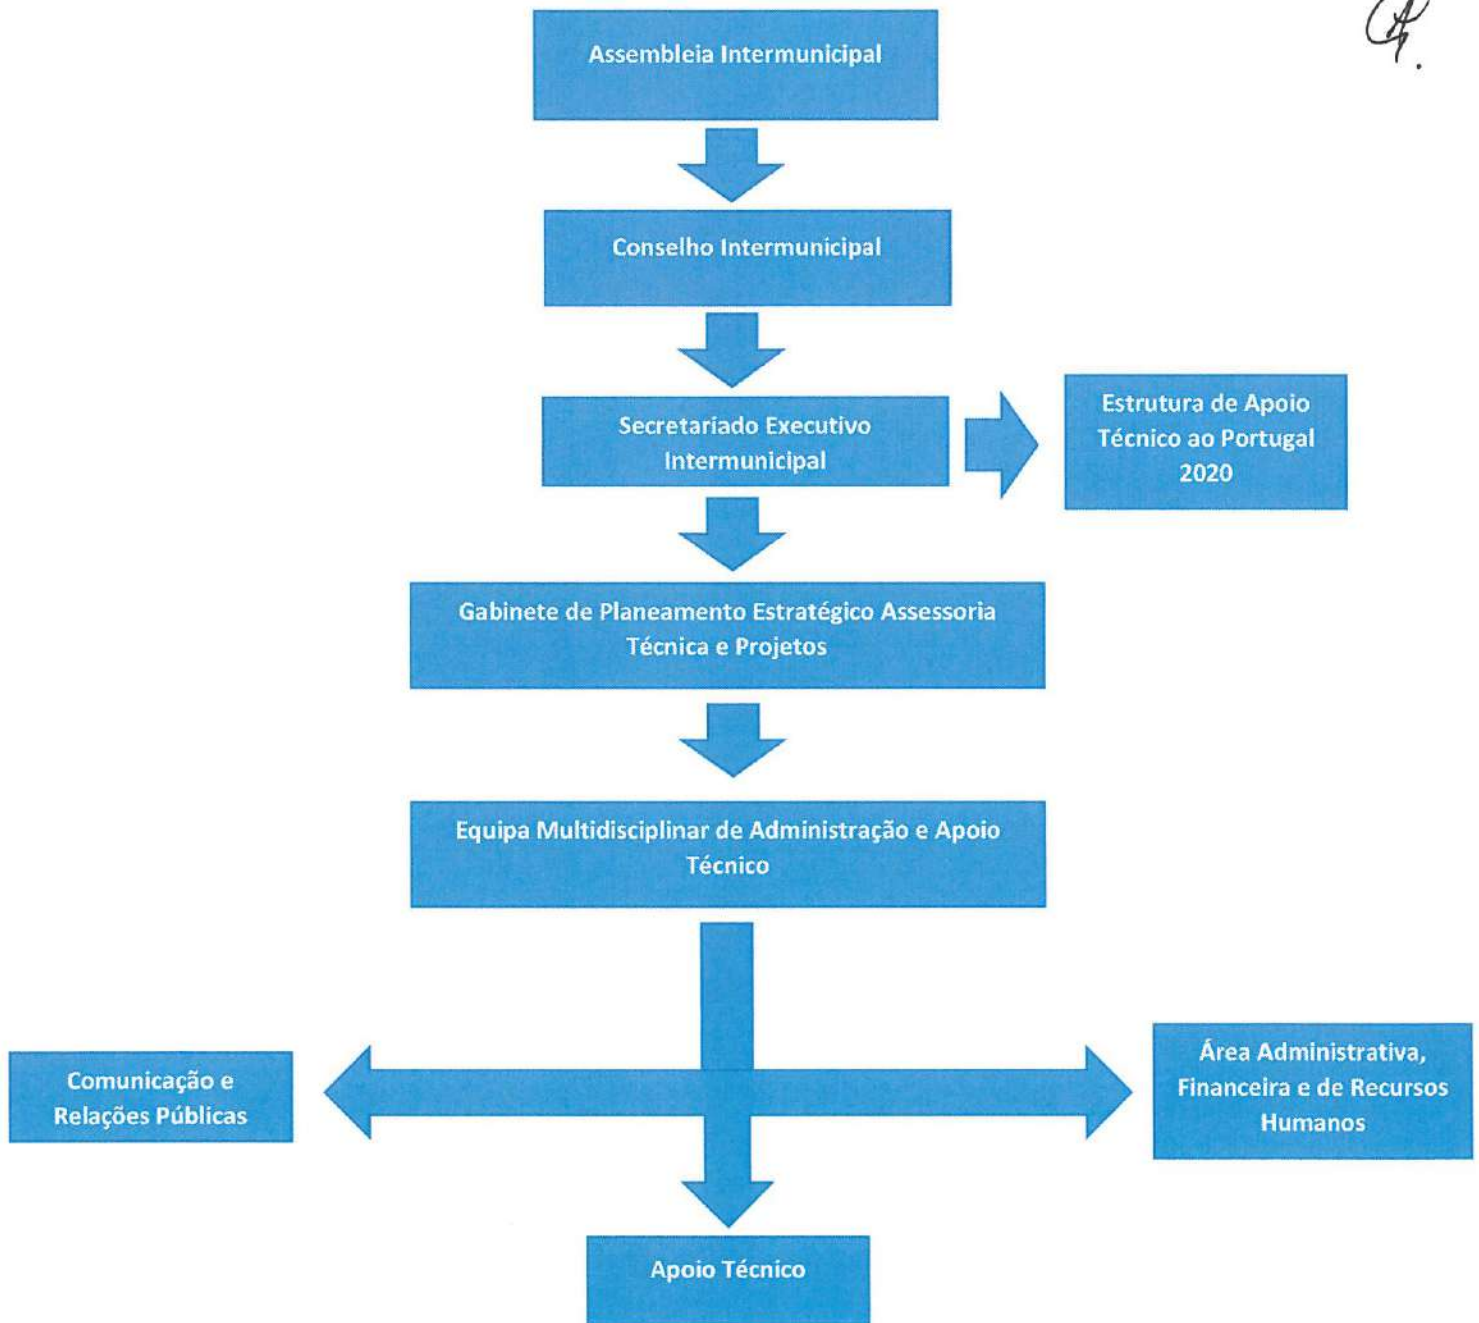 Assembleia Intermunicipal
Conselho Intermunicipal
Secretariado Executivo
Intermunicipal
Estrutura de Apoio
Técnico ao Portugal
2020
Gabinete de Planeamento Estratégico Assessoria
Técnica e Projetos
Equipa Multidisciplinar de Administração e Apoio
Técnico
Comunicação e
Relações Públicas
Área Administrativa,
Financeira e de Recursos
Humanos
Apoio Técnico